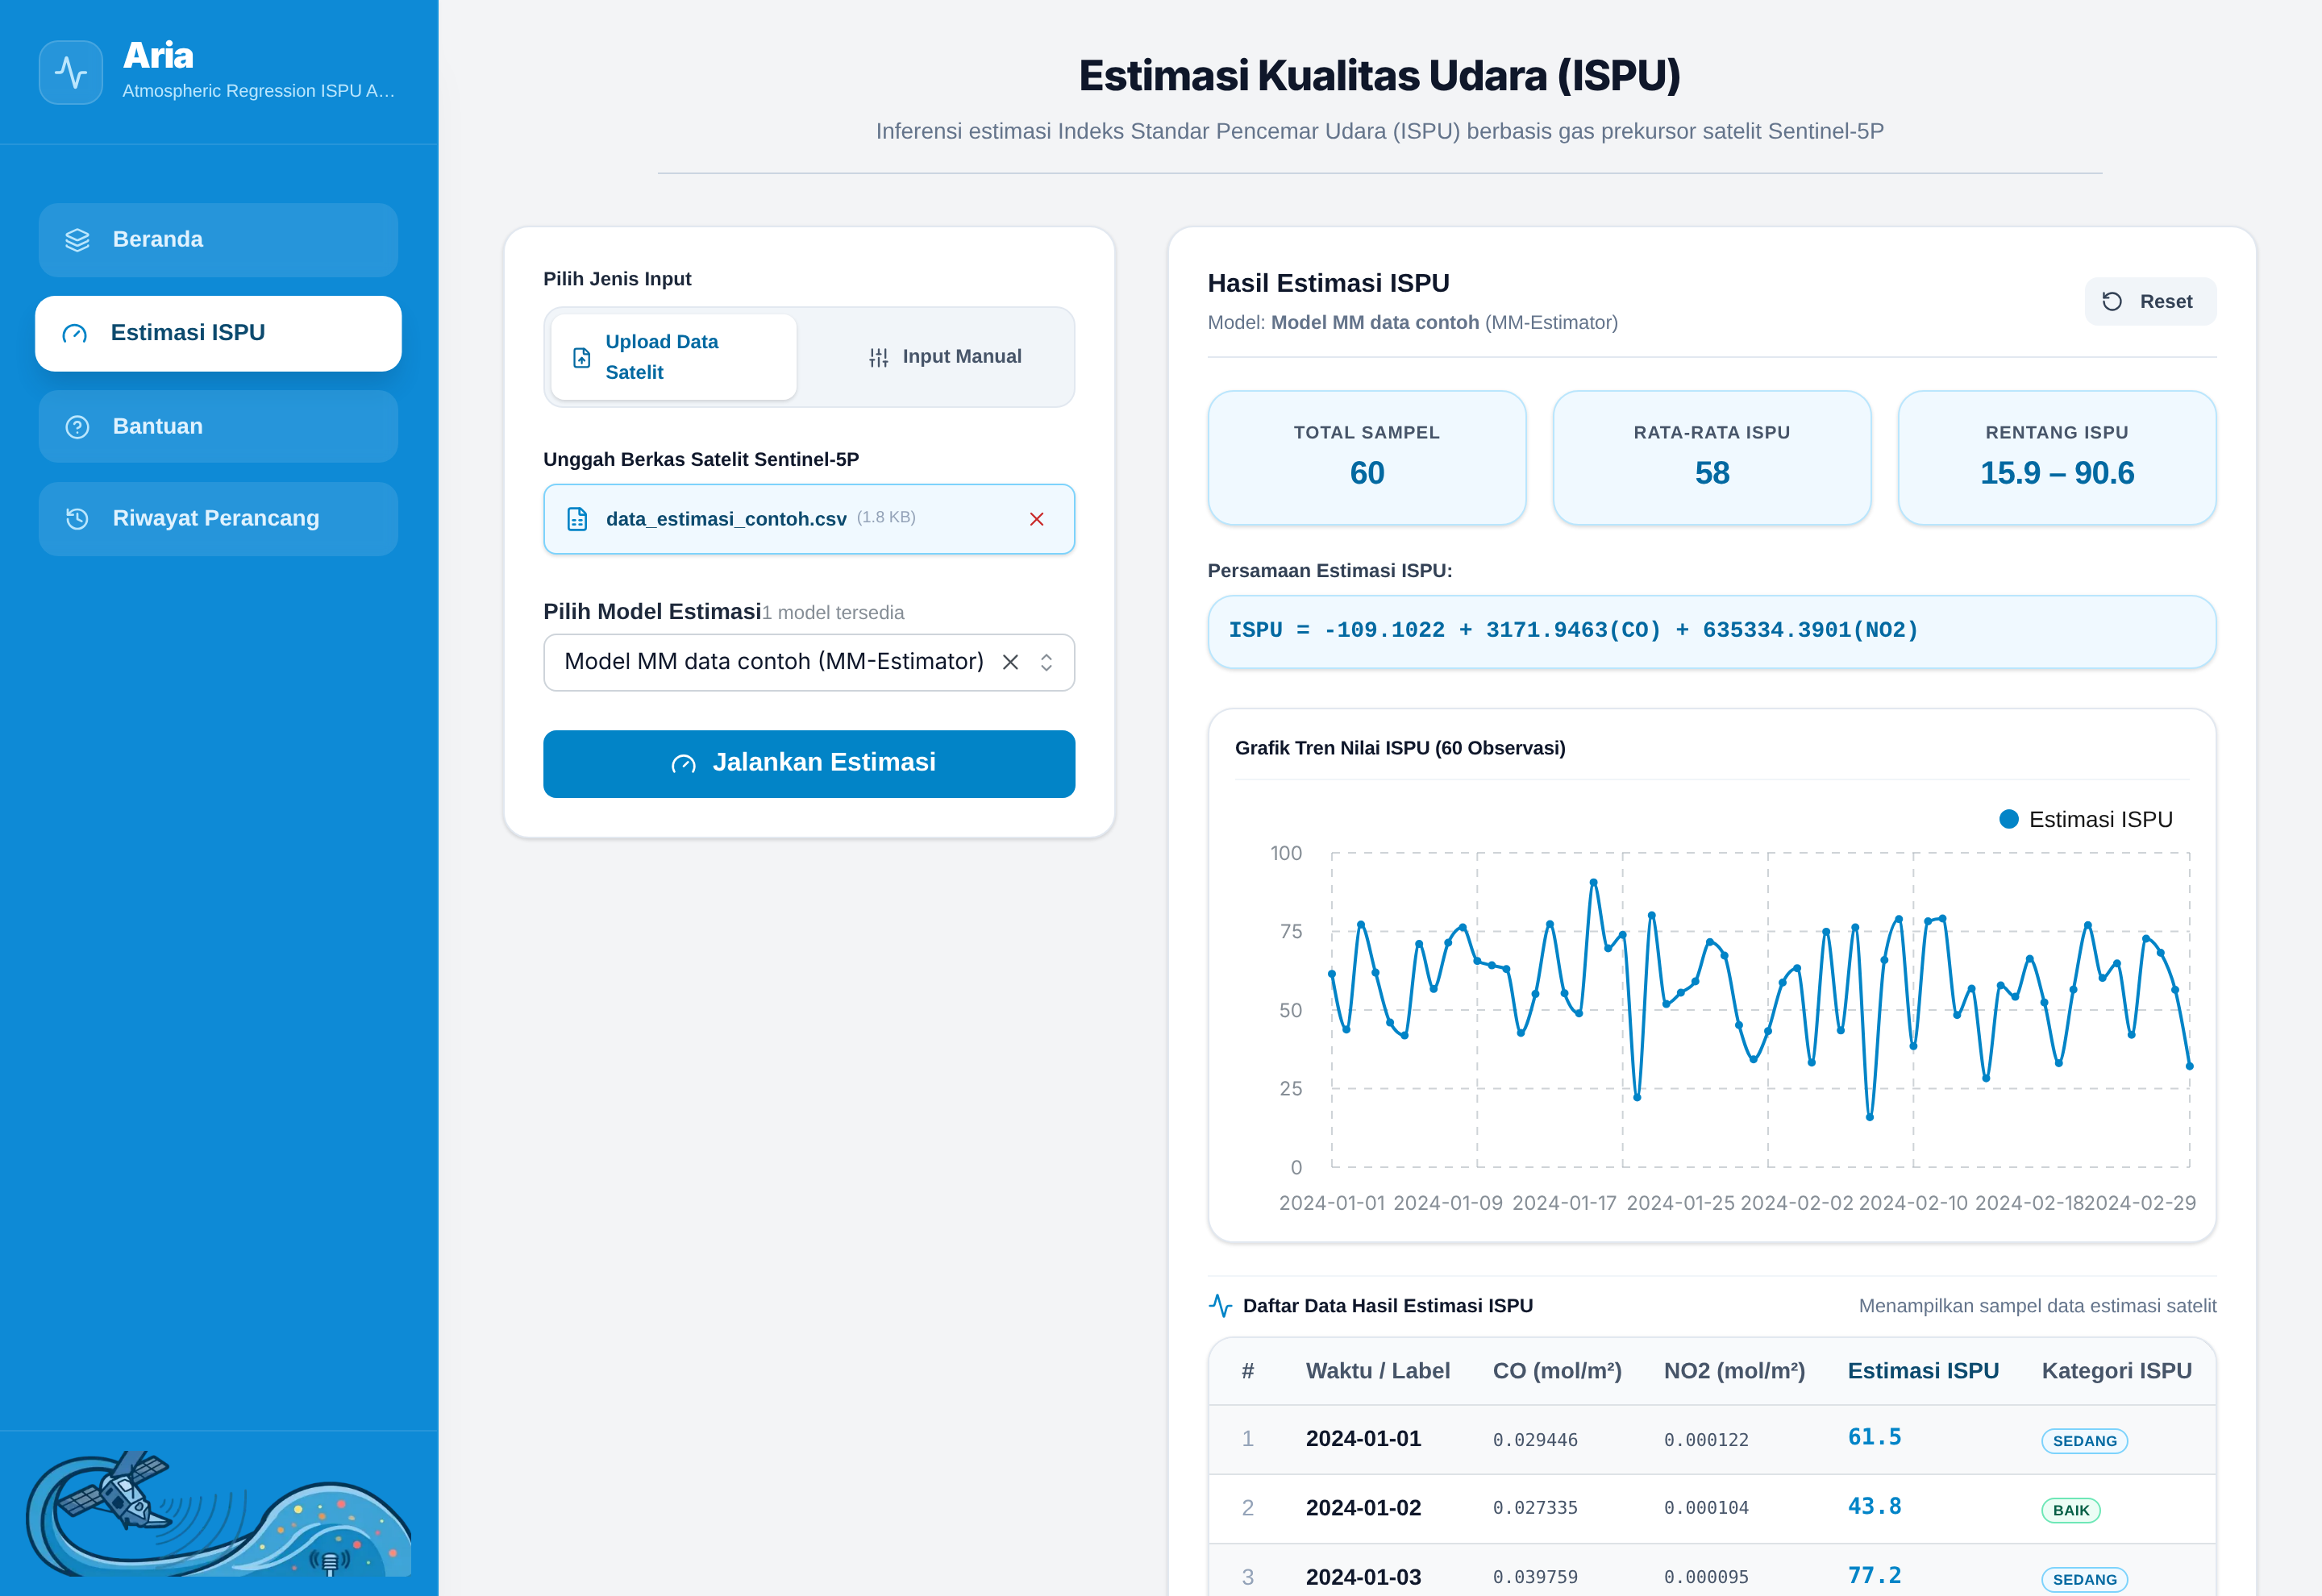 Aria
Atmospheric Regression ISPU A...
Beranda
Estimasi ISPU
Bantuan
Riwayat Perancang
Estimasi Kualitas Udara (ISPU)
Inferensi estimasi Indeks Standar Pencemar Udara (ISPU) berbasis gas prekursor satelit Sentinel-5P
Pilih Jenis Input
Upload Data
Satelit
Input Manual
Unggah Berkas Satelit Sentinel-5P
data_estimasi_contoh.csv (1.8 KB)
Pilih Model Estimasi1 model tersedia
Model MM data contoh (MM-Estimator)
Jalankan Estimasi
Hasil Estimasi ISPU
Model: Model MM data contoh (MM-Estimator)
Reset
TOTAL SAMPEL
60
RATA-RATA ISPU
58
RENTANG ISPU
15.9 – 90.6
Persamaan Estimasi ISPU:
ISPU = -109.1022 + 3171.9463(CO) + 635334.3901(NO2)
Grafik Tren Nilai ISPU (60 Observasi)
Estimasi ISPU
100
75
50
25
0
2024-01-01 2024-01-09 2024-01-17 2024-01-25 2024-02-02 2024-02-10 2024-02-18 2024-02-29
Daftar Data Hasil Estimasi ISPU
Menampilkan sampel data estimasi satelit
# Waktu / Label CO (mol/m²) NO2 (mol/m²) Estimasi ISPU Kategori ISPU
1 2024-01-01 0.029446 0.000122 61.5 SEDANG
2 2024-01-02 0.027335 0.000104 43.8 BAIK
3 2024-01-03 0.039759 0.000095 77.2 SEDANG